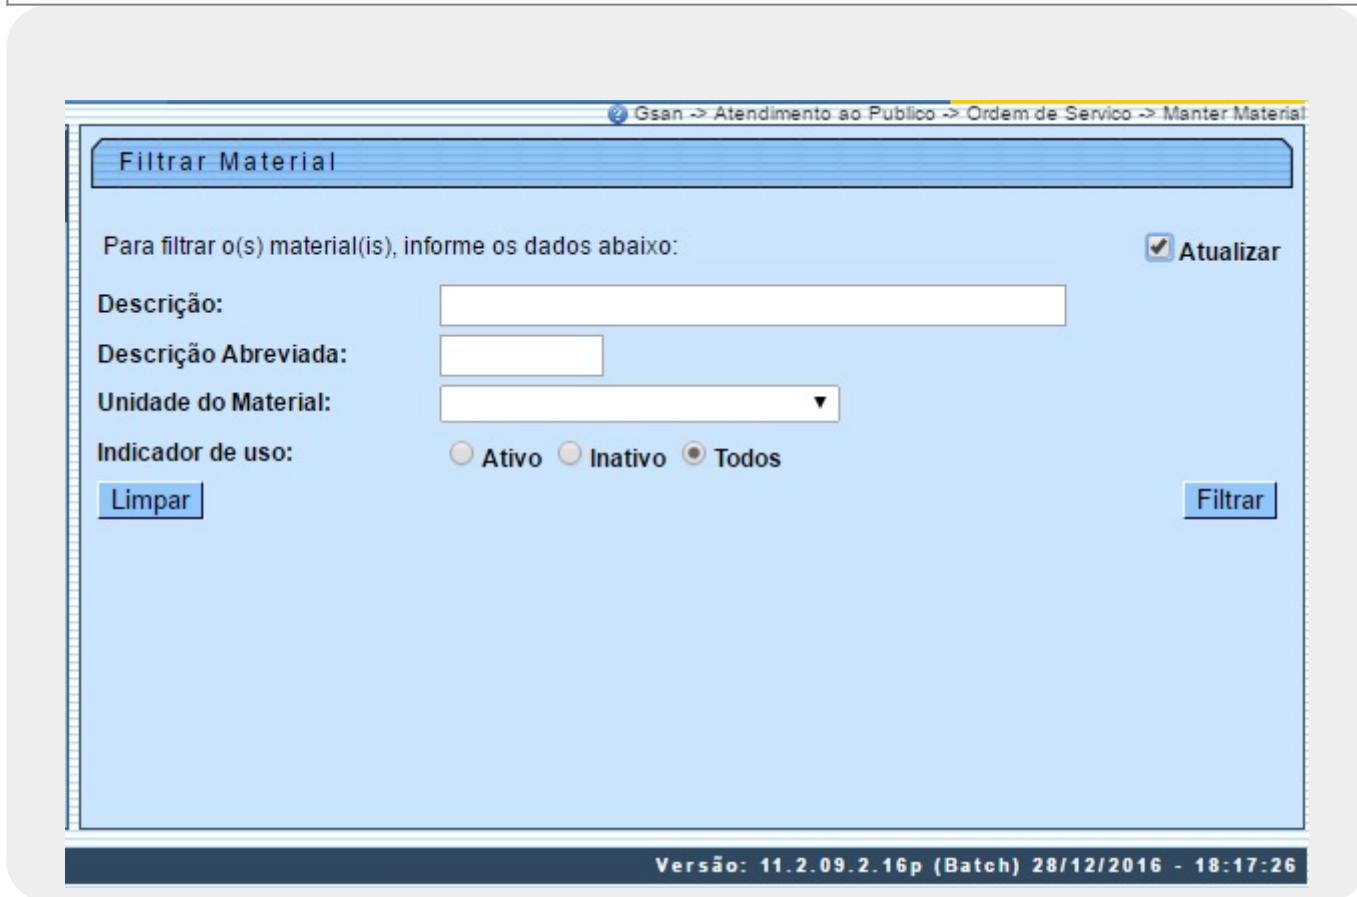 Gsan -> Atendimento ao Publico -> Ordem de Servico -> Manter Material
Filtrar Material
Para filtrar o(s) material(is), informe os dados abaixo:
Atualizar
Descrição:
Descrição Abreviada:
Unidade do Material:
Indicador de uso: Ativo Inativo Todos
Limpar Filtrar
Versão: 11.2.09.2.16p (Batch) 28/12/2016 - 18:17:26